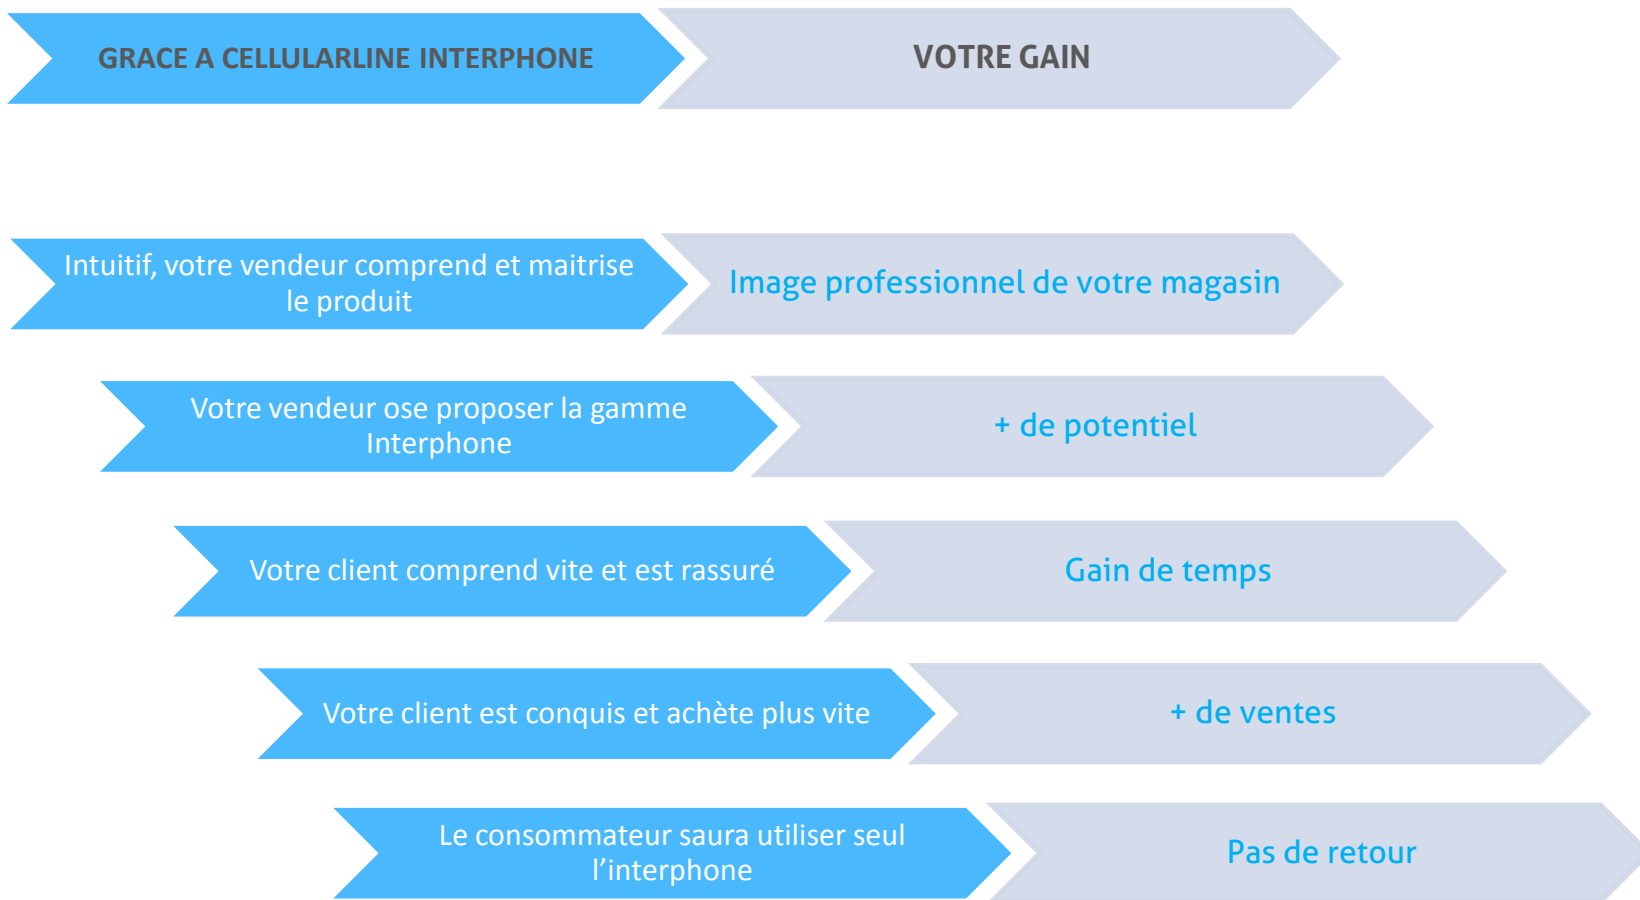 GRACE A CELLULARLINE INTERPHONE
VOTRE GAIN
Intuitif, votre vendeur comprend et maitrise
le produit
Image professionnel de votre magasin
Votre vendeur ose proposer la gamme
Interphone
+ de potentiel
Votre client comprend vite et est rassuré
Gain de temps
Votre client est conquis et achète plus vite
+ de ventes
Le consommateur saura utiliser seul
l’interphone
Pas de retour